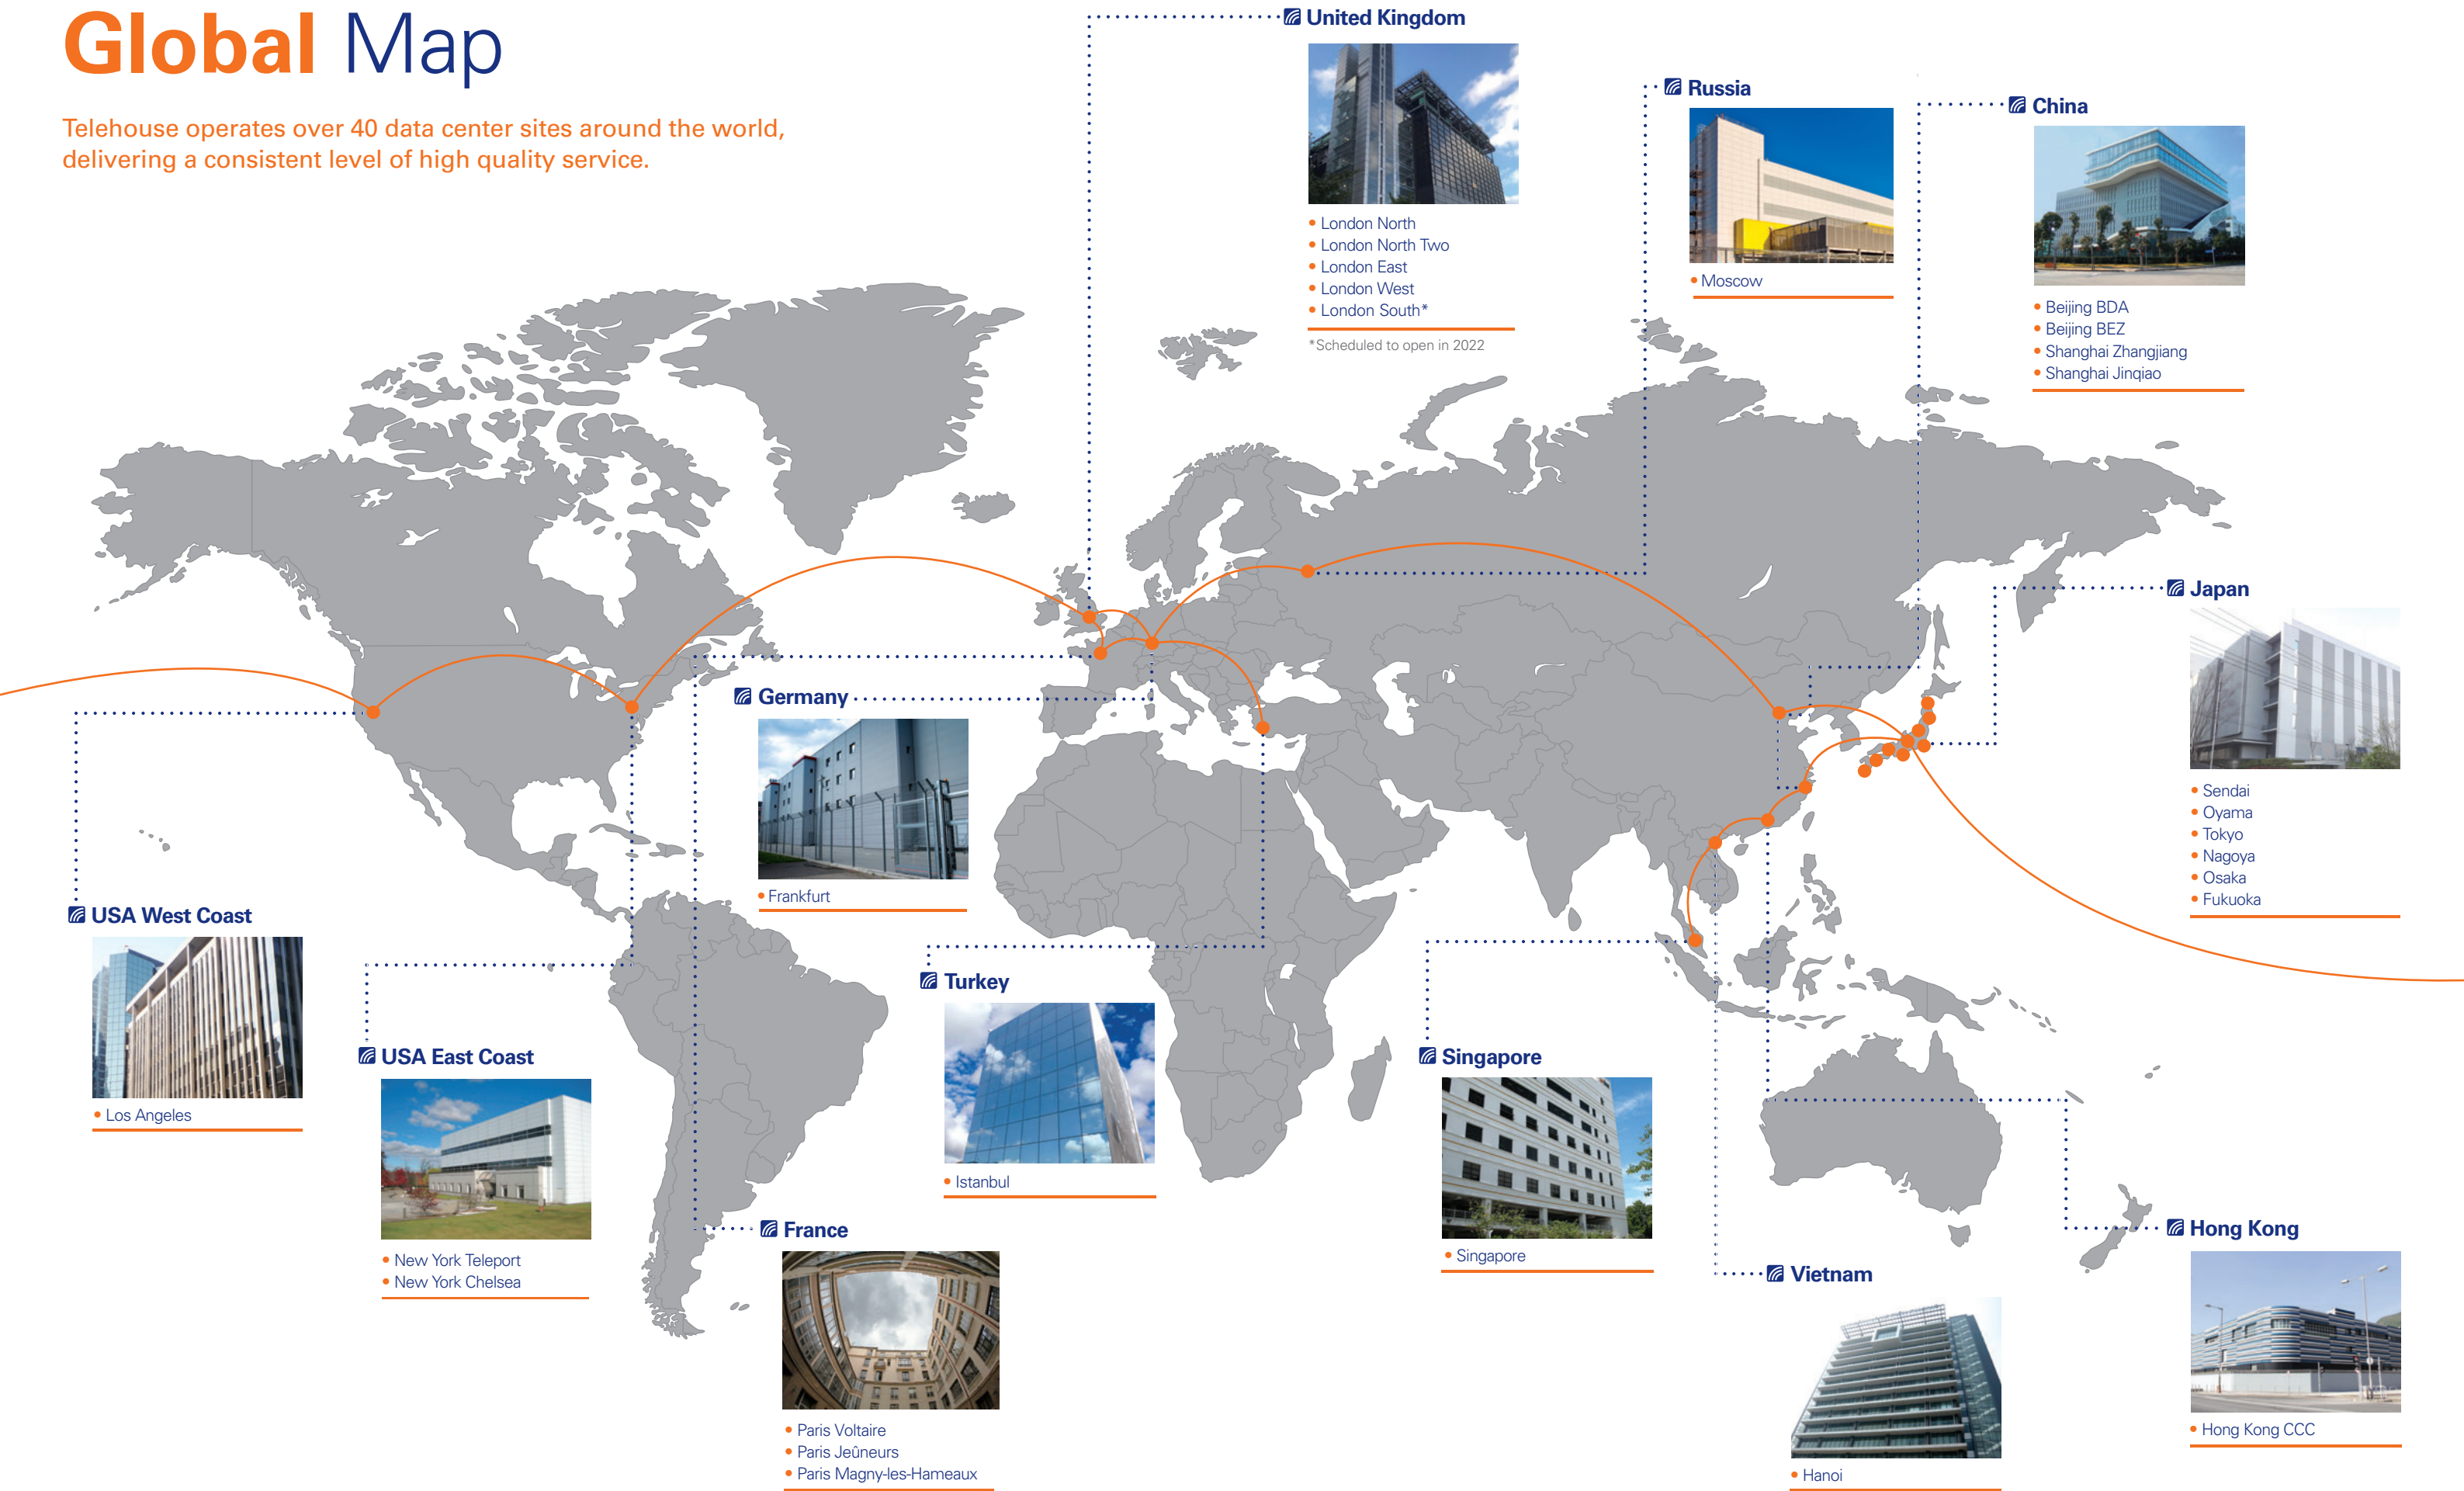 Global Map
Telehouse operates over 40 data center sites around the world,
delivering a consistent level of high quality service.
United Kingdom
London North
London North Two
London East
London West
London South*
*Scheduled to open in 2022
Russia
Moscow
China
Beijing BDA
Beijing BEZ
Shanghai Zhangjiang
Shanghai Jinqiao
Japan
Sendai
Oyama
Tokyo
Nagoya
Osaka
Fukuoka
Germany
Frankfurt
USA West Coast
Los Angeles
USA East Coast
New York Teleport
New York Chelsea
Turkey
Istanbul
France
Paris Voltaire
Paris Jeûneurs
Paris Magny-les-Hameaux
Singapore
Singapore
Vietnam
Hanoi
Hong Kong
Hong Kong CCC